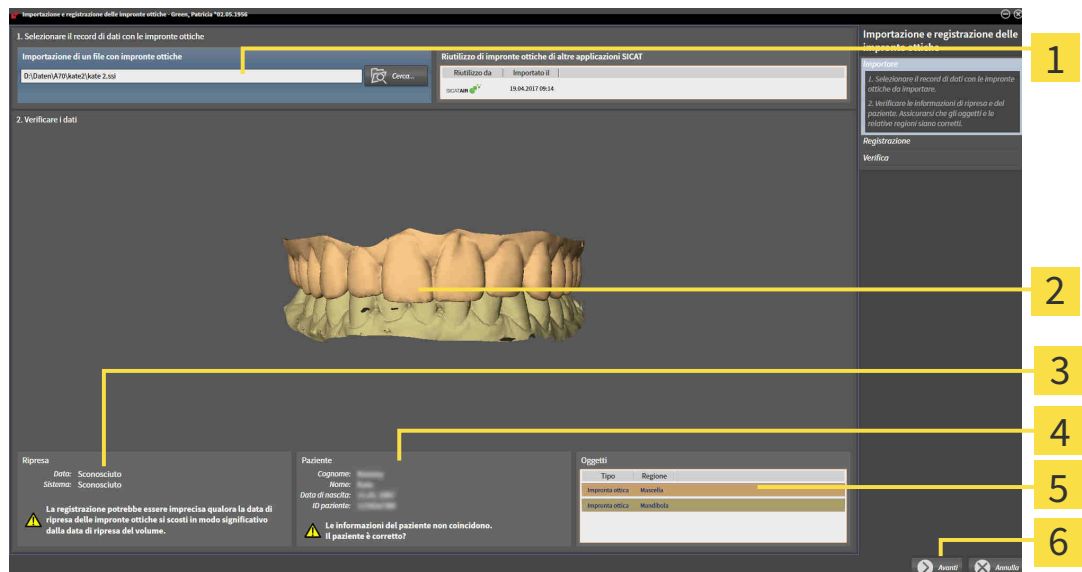 Importazione e registrazione delle impronte ottiche - Green, Patricia *02.05.1956
1. Selezionare il record di dati con le impronte ottiche
Importazione di un file con impronte ottiche
D:\Daten\A70\kate2\kate 2.ssi
Cerca...
Riutilizzo di impronte ottiche di altre applicazioni SICAT
Riutilizzo da
Importato il
SICATAIR
19.04.2017 09:14
2. Verificare i dati
Ripresa
Data: Sconosciuto
Sistema: Sconosciuto
La registrazione potrebbe essere imprecisa qualora la data di
ripresa delle impronte ottiche si scosti in modo significativo
dalla data di ripresa del volume.
Paziente
Cognome:
Nome:
Data di nascita:
ID paziente:
Le informazioni del paziente non coincidono.
Il paziente è corretto?
Oggetti
Tipo Regione
Impronta ottica Mascella
Impronta ottica Mandibola
Importazione e registrazione delle
impronte ottiche
Importare
1. Selezionare il record di dati con le impronte
ottiche da importare.
2. Verificare le informazioni di ripresa e del
paziente. Assicurarsi che gli oggetti e le
relative regioni siano corretti.
Registrazione
Verifica
Avanti
Annulla
1
2
3
4
5
6